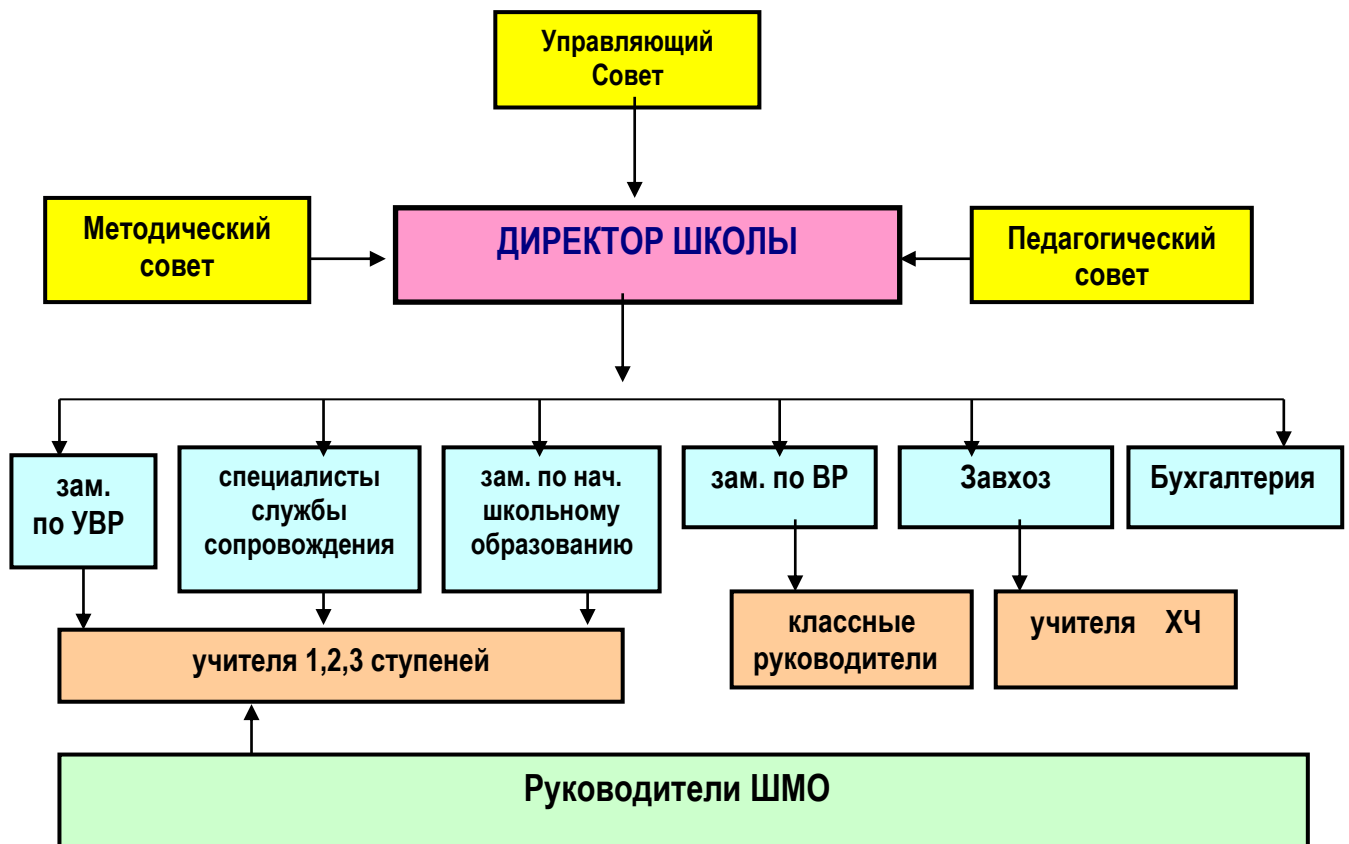 Управляющий
Совет
Методический
совет
ДИРЕКТОР ШКОЛЫ
Педагогический
совет
зам.
по УВР
специалисты
службы
сопровождения
зам. по нач.
школьному
образованию
зам. по ВР
Завхоз
Бухгалтерия
учителя 1,2,3 ступеней
классные
руководители
учителя ХЧ
Руководители ШМО